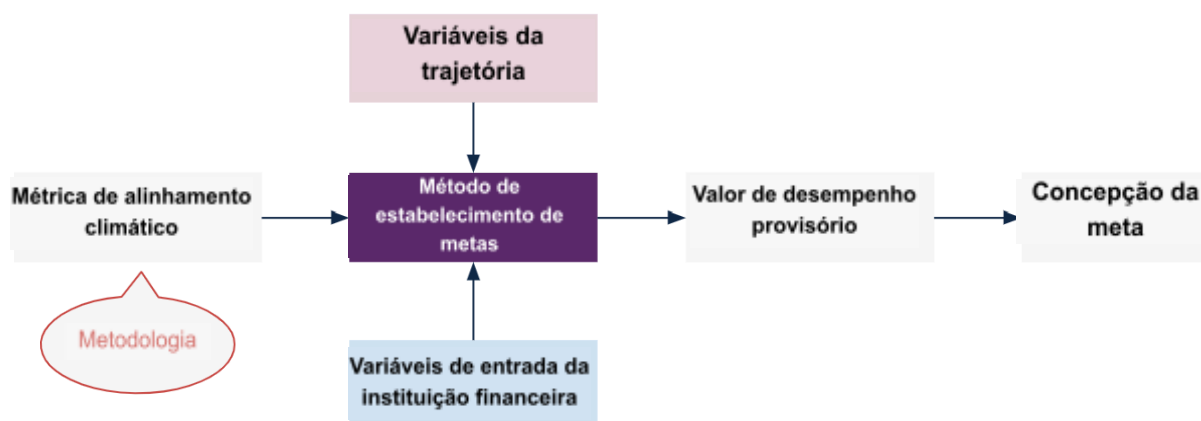 Variáveis da
trajetória
Métrica de alinhamento
climático
Método de
estabelecimento de
metas
Valor de desempenho
provisório
Concepção da
meta
Metodologia
Variáveis de entrada da
instituição financeira